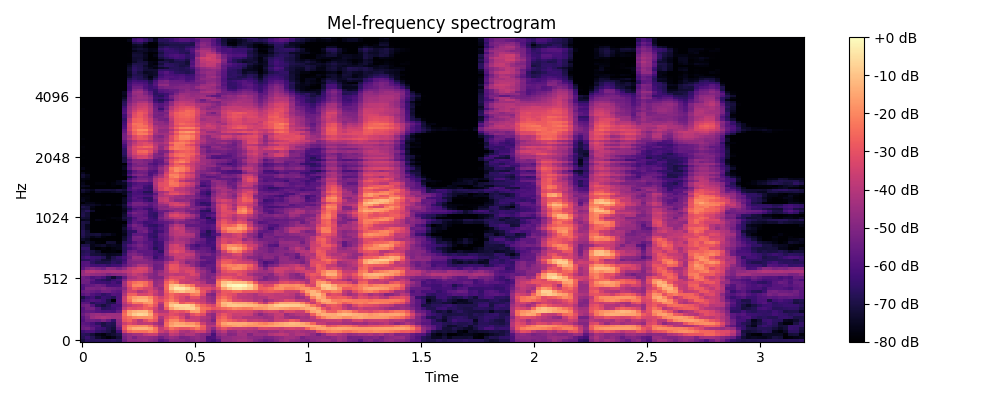 Mel-frequency spectrogram
Hz
4096
2048
1024
512
0
0 0.5 1 1.5 2 2.5 3
Time
+0 dB
-10 dB
-20 dB
-30 dB
-40 dB
-50 dB
-60 dB
-70 dB
-80 dB